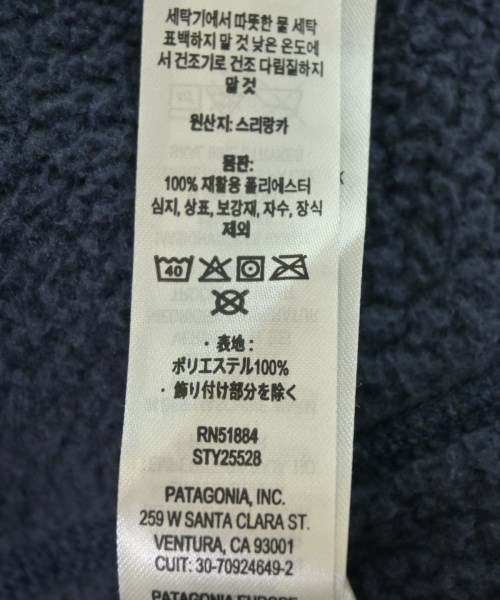 세탁기에서 따뜻한 물 세탁
표백하지 말 것 낮은 온도에
서 건조기로 건조 다림질하지
말 것
원산지: 스리랑카
몸판:
100% 재활용 폴리에스터
심지, 상표, 보강재, 자수, 장식
제외
40
・ 表地 :
ポリエステル100%
・ 飾り付け部分を除く
RN51884
STY25528
PATAGONIA, INC.
259 W SANTA CLARA ST.
VENTURA, CA 93001
CUIT: 30-70924649-2
PATAGONIA EUROPE